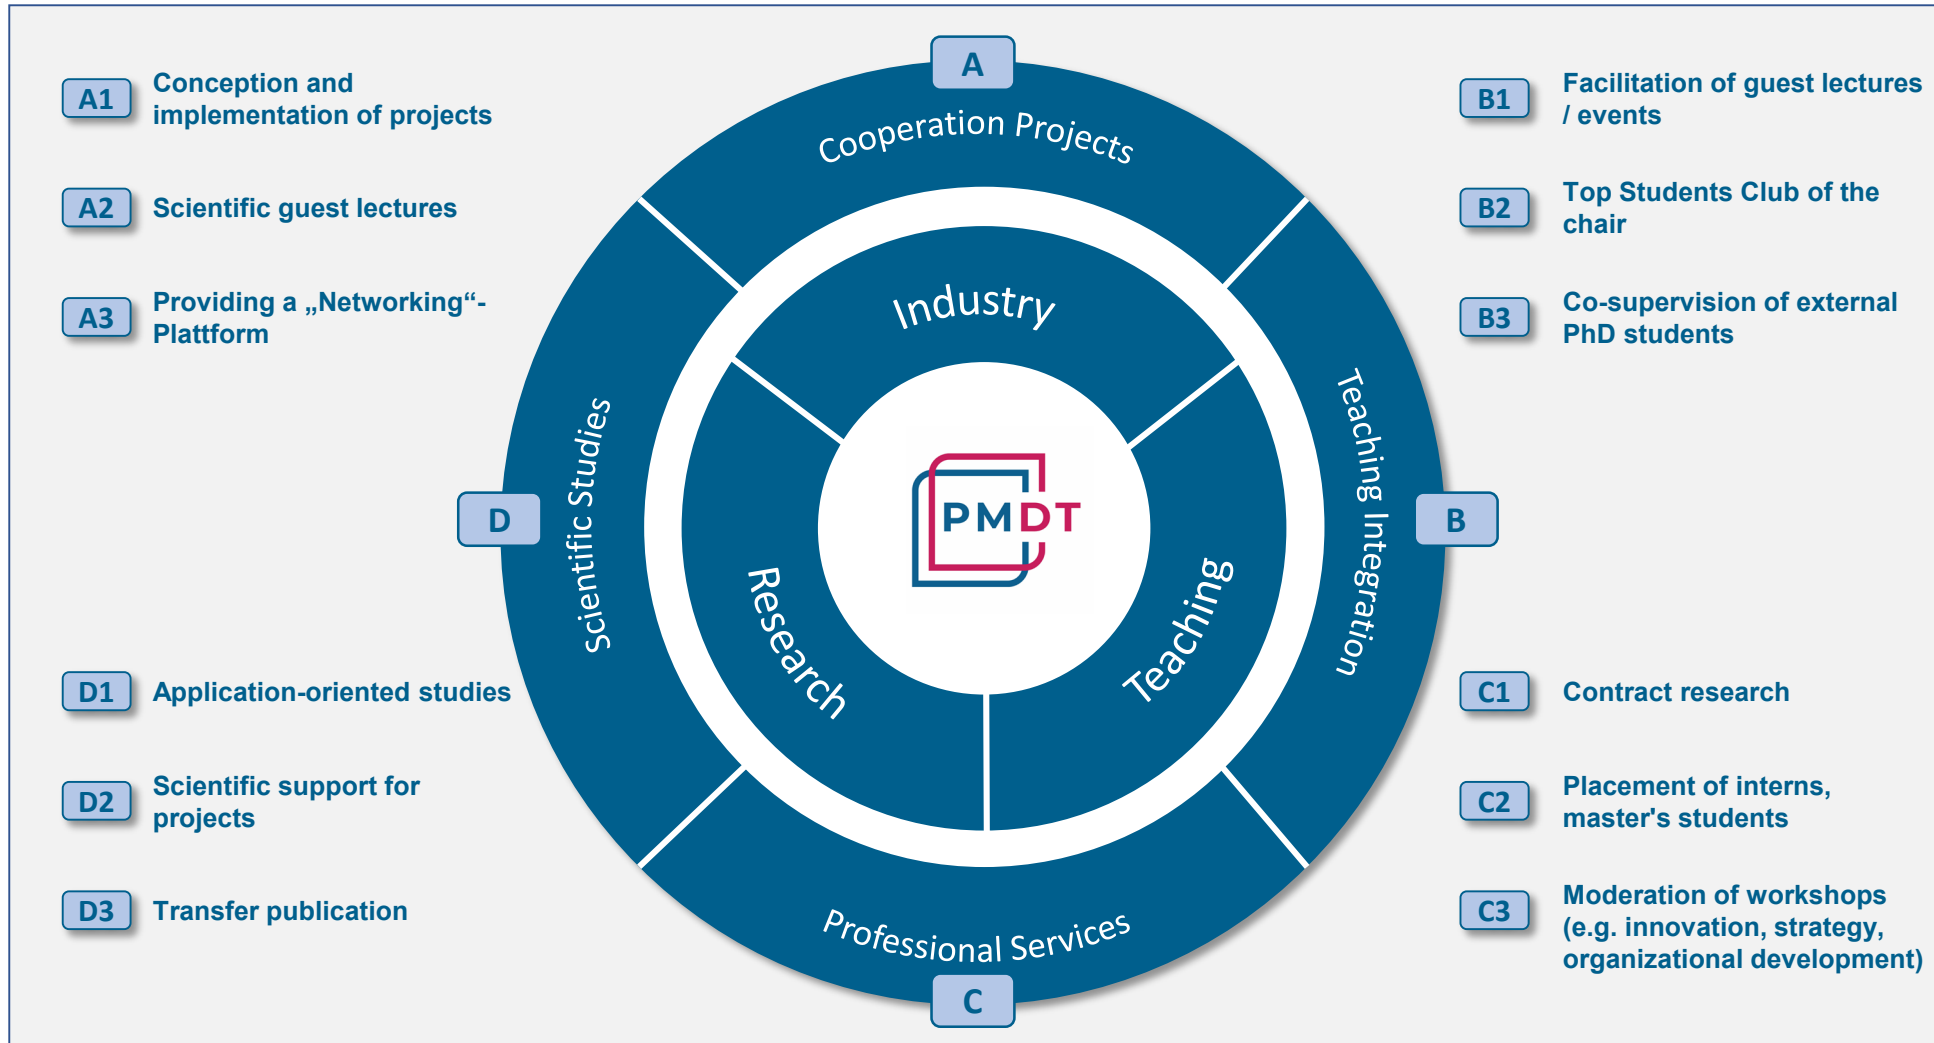 A
Cooperation Projects
A1
Conception and
implementation of projects
A2
Scientific guest lectures
A3
Providing a „Networking“-
Plattform
B1
Facilitation of guest lectures
/ events
B2
Top Students Club of the
chair
B3
Co-supervision of external
PhD students
Industry
Scientific Studies
D
PMDT
Teaching Integration
B
Research
Teaching
D1
Application-oriented studies
D2
Scientific support for
projects
D3
Transfer publication
C1
Contract research
C2
Placement of interns,
master's students
C3
Moderation of workshops
(e.g. innovation, strategy,
organizational development)
Professional Services
C